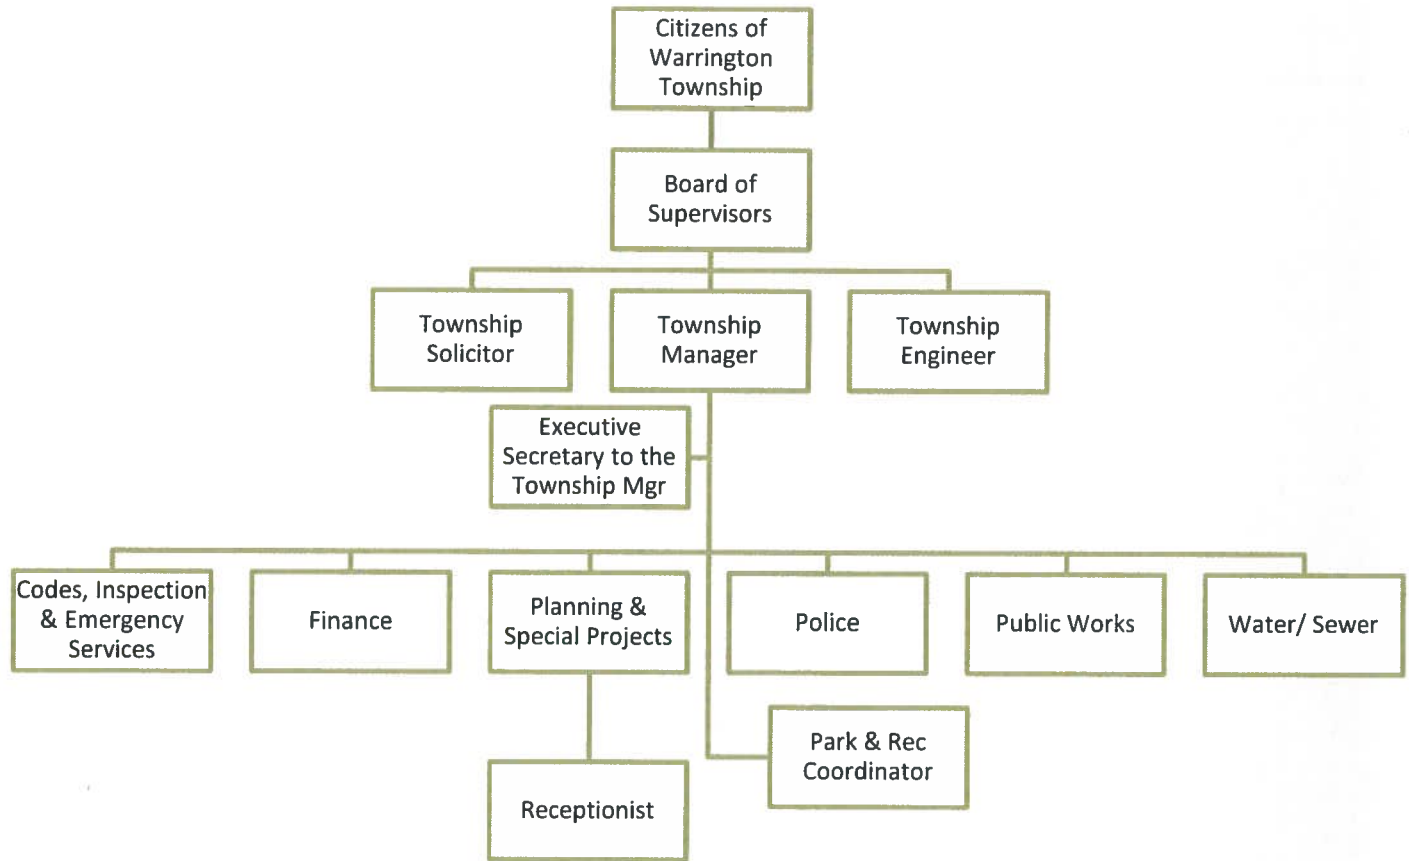 Citizens of
Warrington
Township
Board of
Supervisors
Township
Solicitor
Township
Manager
Township
Engineer
Executive
Secretary to the
Township Mgr
Codes, Inspection
& Emergency
Services
Finance
Planning &
Special Projects
Police
Public Works
Water/ Sewer
Park & Rec
Coordinator
Receptionist